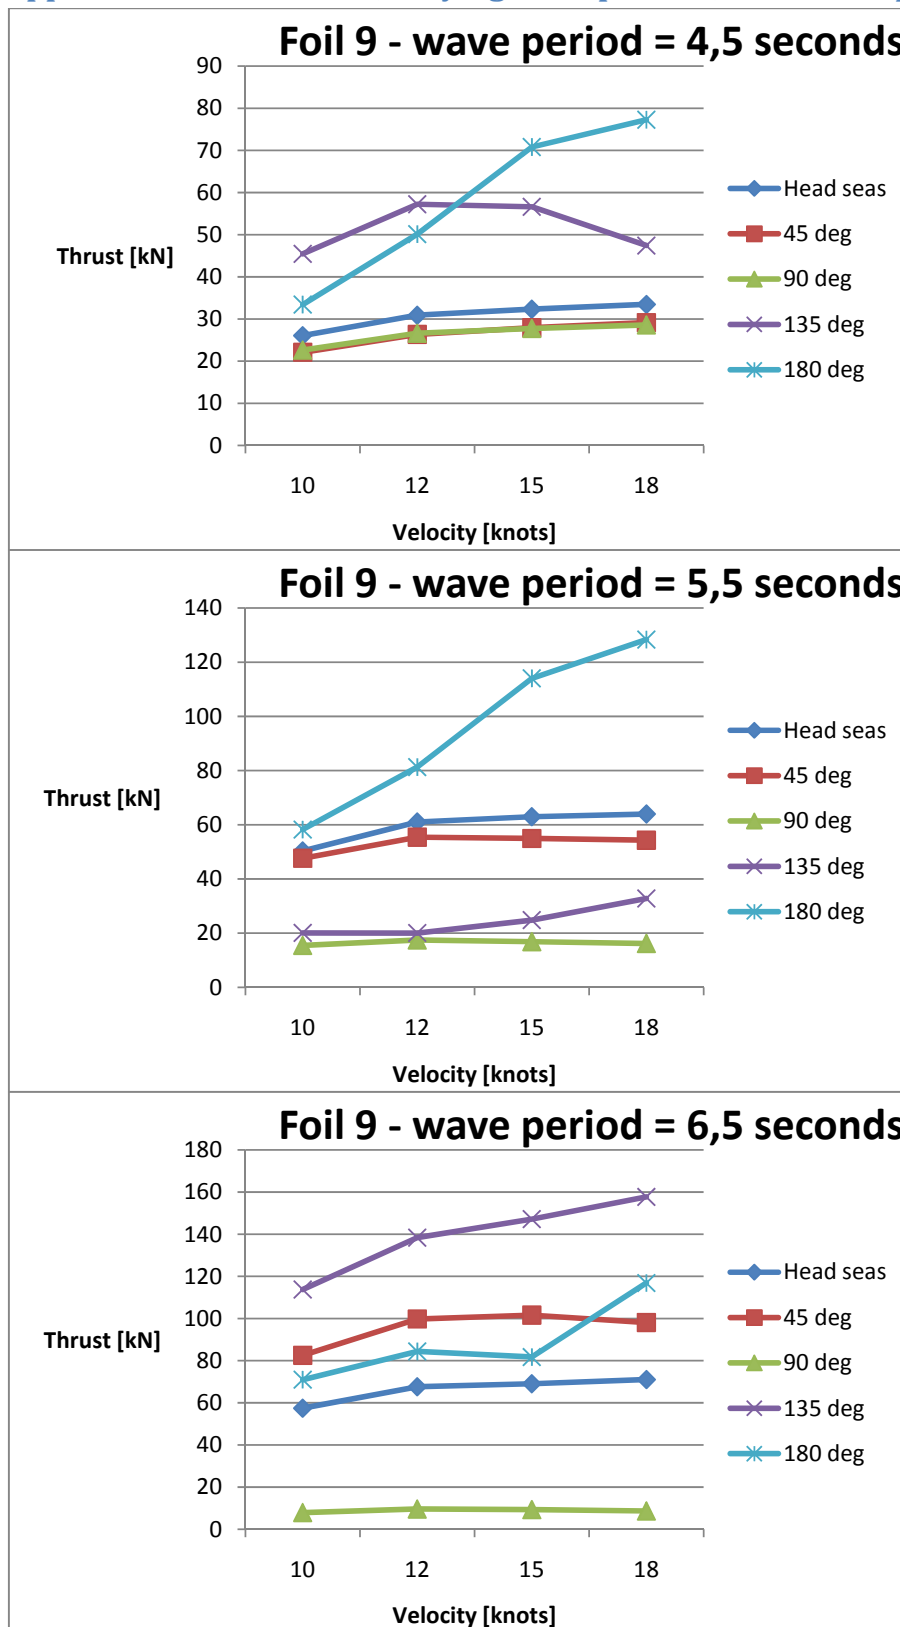 Foil 9 - wave period = 4,5 seconds
90
80
70
60
50
40
30
20
10
0
Thrust [kN]
10 12 15 18
Velocity [knots]
Head seas
45 deg
90 deg
135 deg
180 deg
Foil 9 - wave period = 5,5 seconds
140
120
100
80
60
40
20
0
Thrust [kN]
10 12 15 18
Velocity [knots]
Head seas
45 deg
90 deg
135 deg
180 deg
Foil 9 - wave period = 6,5 seconds
180
160
140
120
100
80
60
40
20
0
Thrust [kN]
10 12 15 18
Velocity [knots]
Head seas
45 deg
90 deg
135 deg
180 deg